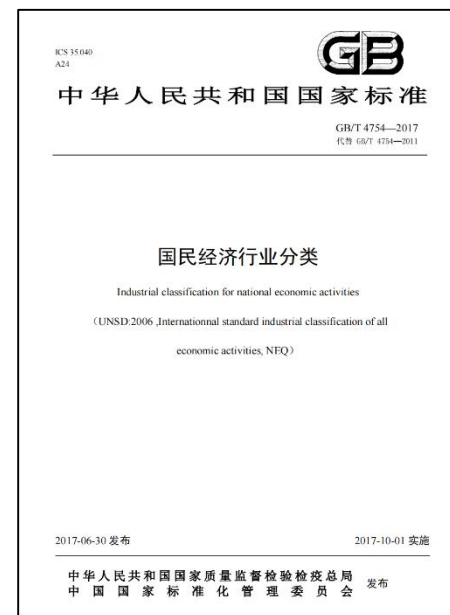 ICS 35.040
A24
GB
中华人民共和国国家标准
GB/T 4754—2017
代替 GB/T 4754—2011
国民经济行业分类
Industrial classification for national economic activities
（UNSD:2006 ,Internationnal standard industrial classification of all
economic activities, NEQ）
2017-06-30 发布
2017-10-01 实施
中华人民共和国国家质量监督检验检疫总局
中国国家标准化管理委员会
发布